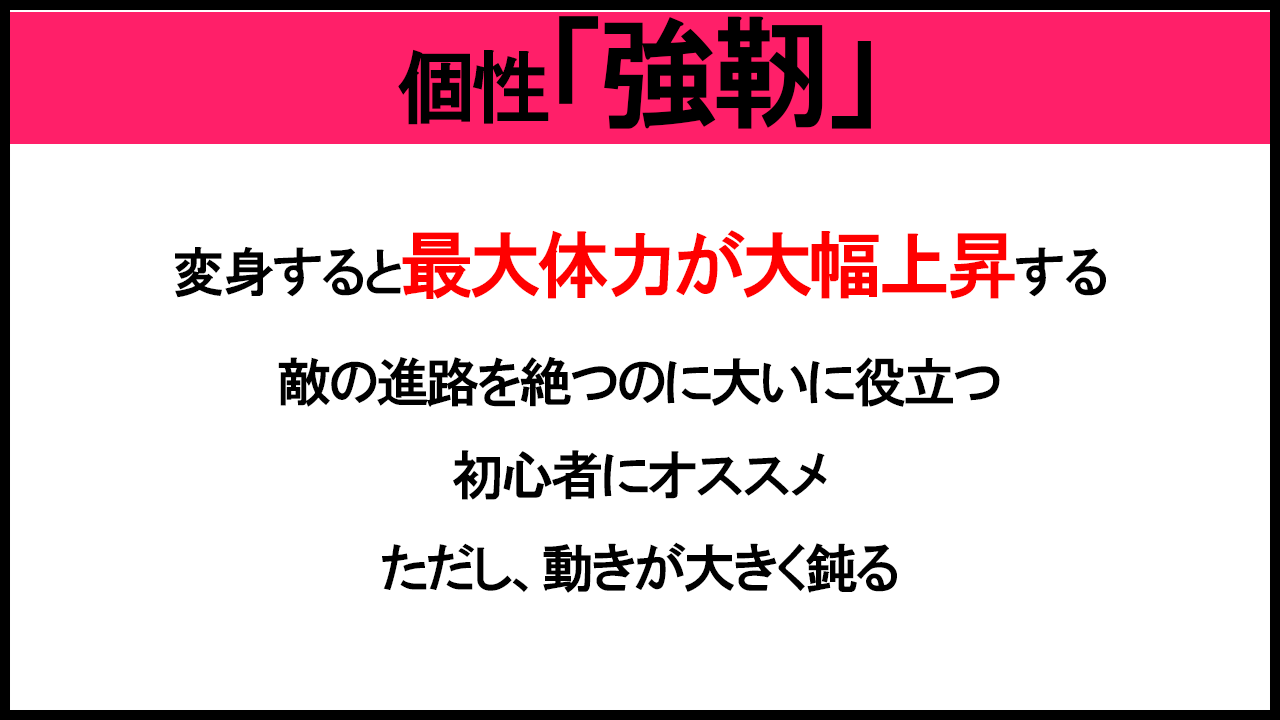 個性「強靭」
変身すると最大体力が大幅上昇する
敵の進路を絶つのに大いに役立つ
初心者にオススメ
ただし、動きが大きく鈍る